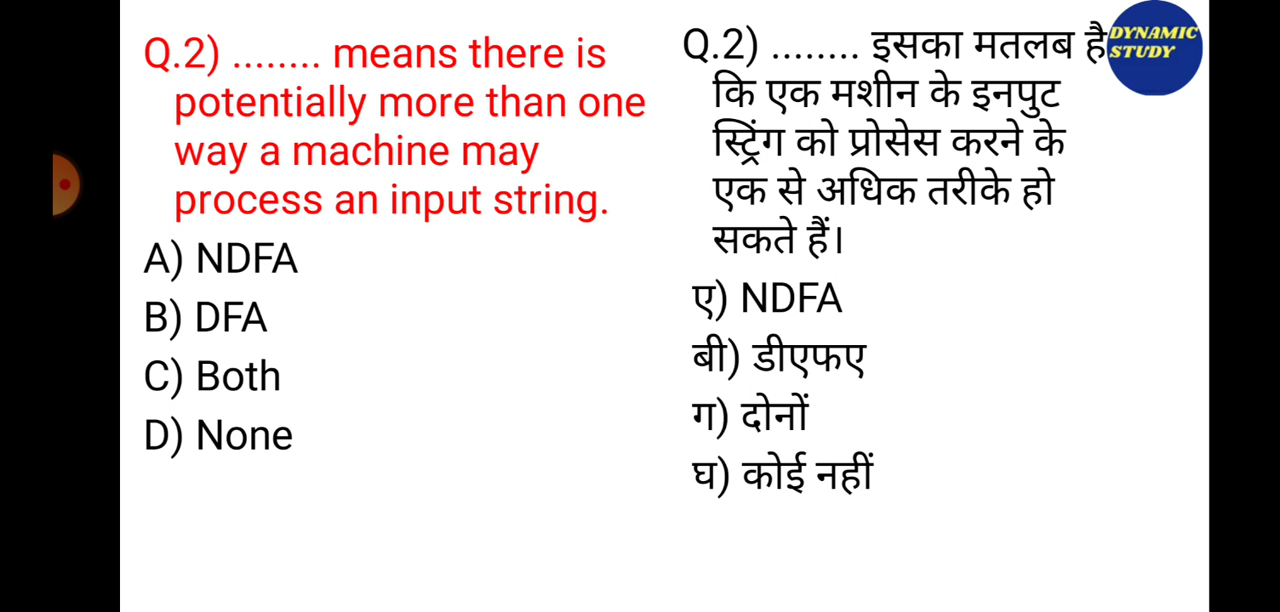 Q.2) ........ means there is
potentially more than one
way a machine may
process an input string.
A) NDFA
B) DFA
C) Both
D) None
Q.2) ........ इसका मतलब है
कि एक मशीन के इनपुट
स्ट्रिंग को प्रोसेस करने के
एक से अधिक तरीके हो
सकते हैं।
ए) NDFA
बी) डीएफए
ग) दोनों
घ) कोई नहीं
DYNAMIC
STUDY